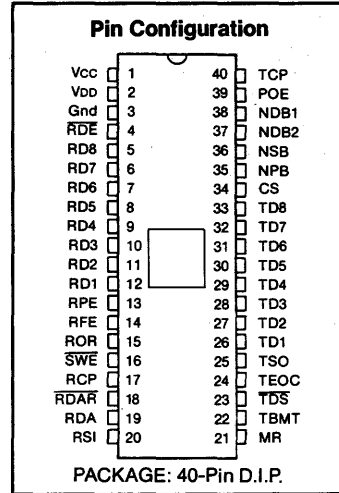 Pin Configuration
Vcc 1 40 TCP
VDD 2 39 POE
Gnd 3 38 NDB1
RDE 4 37 NDB2
RD8 5 36 NSB
RD7 6 35 NPB
RD6 7 34 CS
RD5 8 33 TD8
RD4 9 32 TD7
RD3 10 31 TD6
RD2 11 30 TD5
RD1 12 29 TD4
RPE 13 28 TD3
RFE 14 27 TD2
ROR 15 26 TD1
SWE 16 25 TSO
RCP 17 24 TEOC
RDAR 18 23 TDS
RDA 19 22 TBMT
RSI 20 21 MR
PACKAGE: 40-Pin D.I.P.